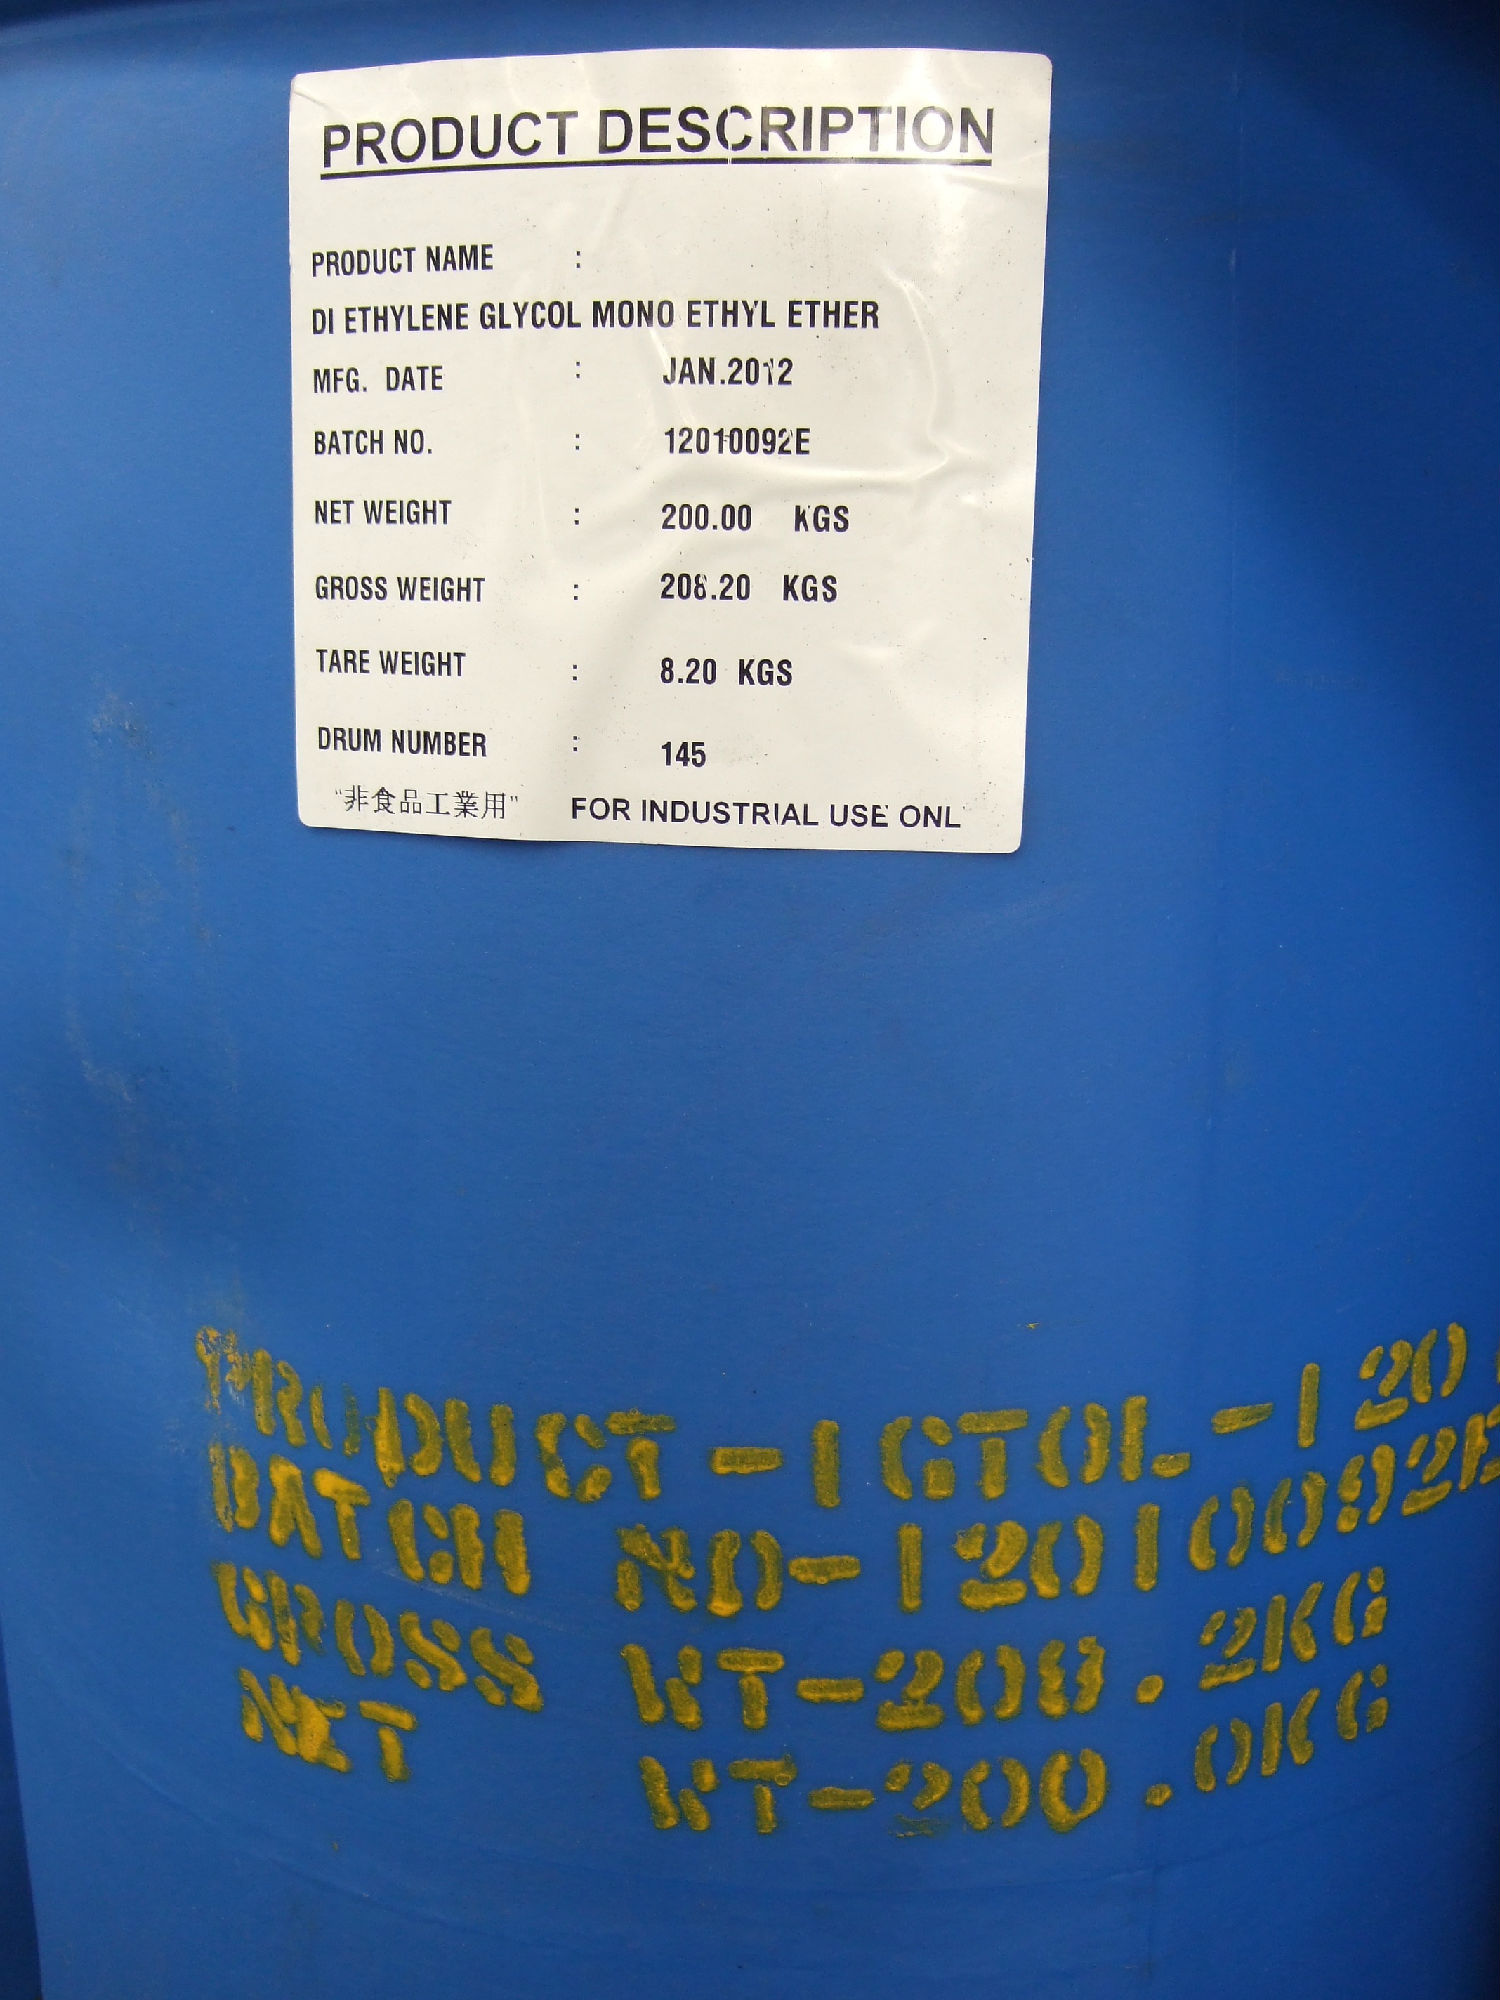 PRODUCT DESCRIPTION
PRODUCT NAME :
DI ETHYLENE GLYCOL MONO ETHYL ETHER
MFG. DATE : JAN.2012
BATCH NO. : 12010092E
NET WEIGHT : 200.00 KGS
GROSS WEIGHT : 208.20 KGS
TARE WEIGHT : 8.20 KGS
DRUM NUMBER : 145
"非食品工業用" FOR INDUSTRIAL USE ONL
PRODUCT-IGTOL-120
BATCH NO-12010092E
GROSS WT-208.2KG
NET WT-200.0KG